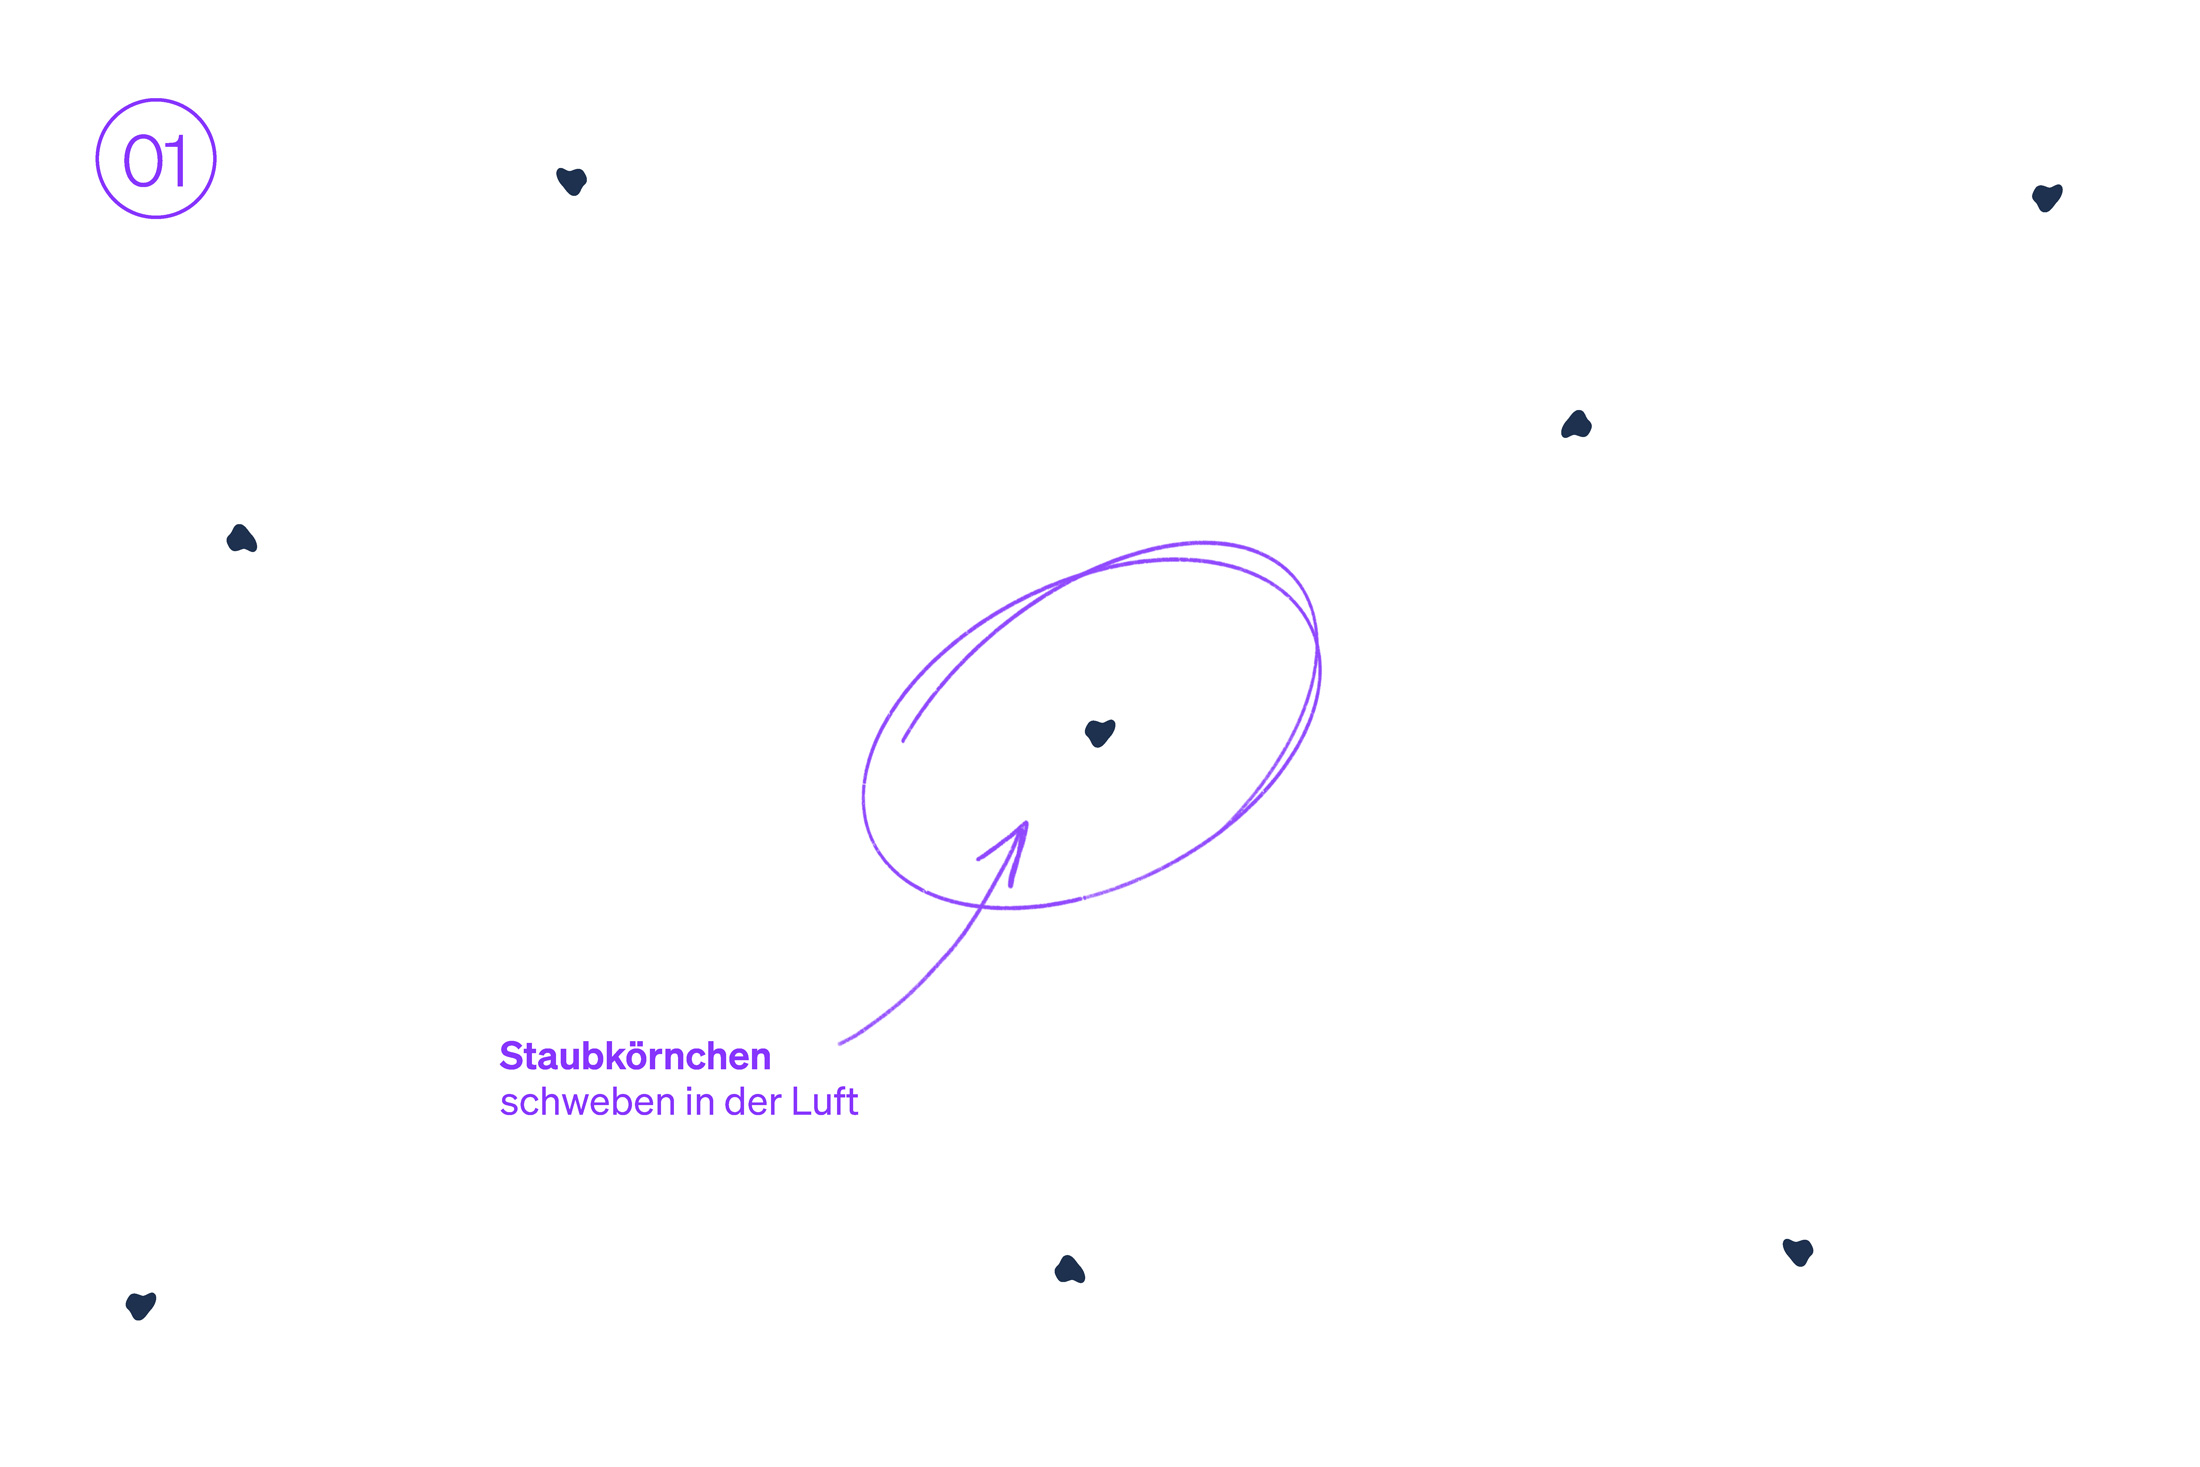 01
Staubkörnchen
schweben in der Luft